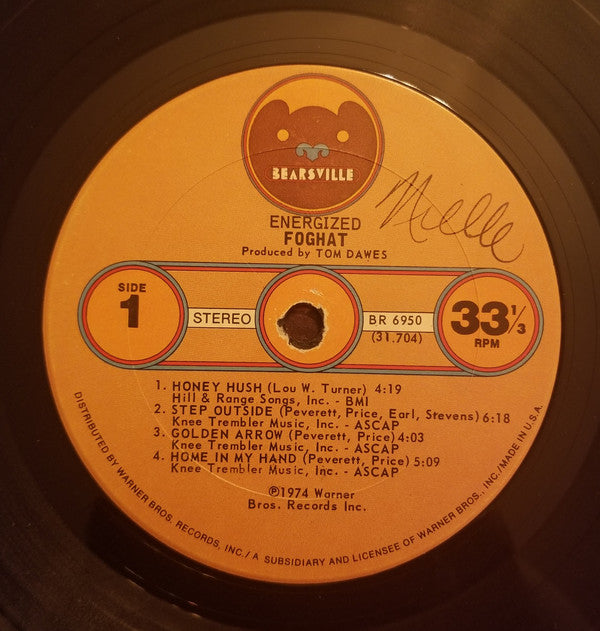 BEARSVILLE
ENERGIZED
FOGHAT
Produced by TOM DAWES
SIDE
1
STEREO
BR 6950
(31,704)
33 1/3
RPM
1. HONEY HUSH (Lou W. Turner) 4:19
Hill & Range Songs, Inc. - BMI
2. STEP OUTSIDE (Peverett, Price, Earl, Stevens) 6:18
Knee Trembler Music, Inc. - ASCAP
3. GOLDEN ARROW (Peverett, Price) 4:03
Knee Trembler Music, Inc. - ASCAP
4. HOME IN MY HAND (Peverett, Price) 5:09
Knee Trembler Music, Inc. - ASCAP
℗1974 Warner
Bros. Records Inc.
DISTRIBUTED BY WARNER BROS. RECORDS, INC./A SUBSIDIARY AND LICENSEE OF WARNER BROS., INC./MADE IN U.S.A.